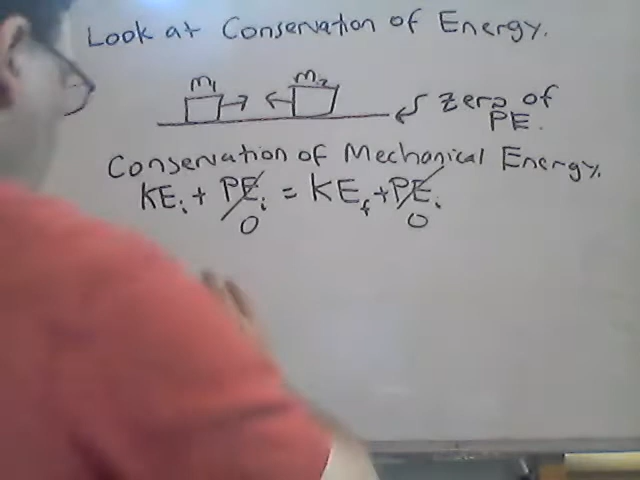 Look at Conservation of Energy.
m1 m2
zero of
PE.
Conservation of Mechanical Energy.
KEi + PEi = KEf + PEi
0 0